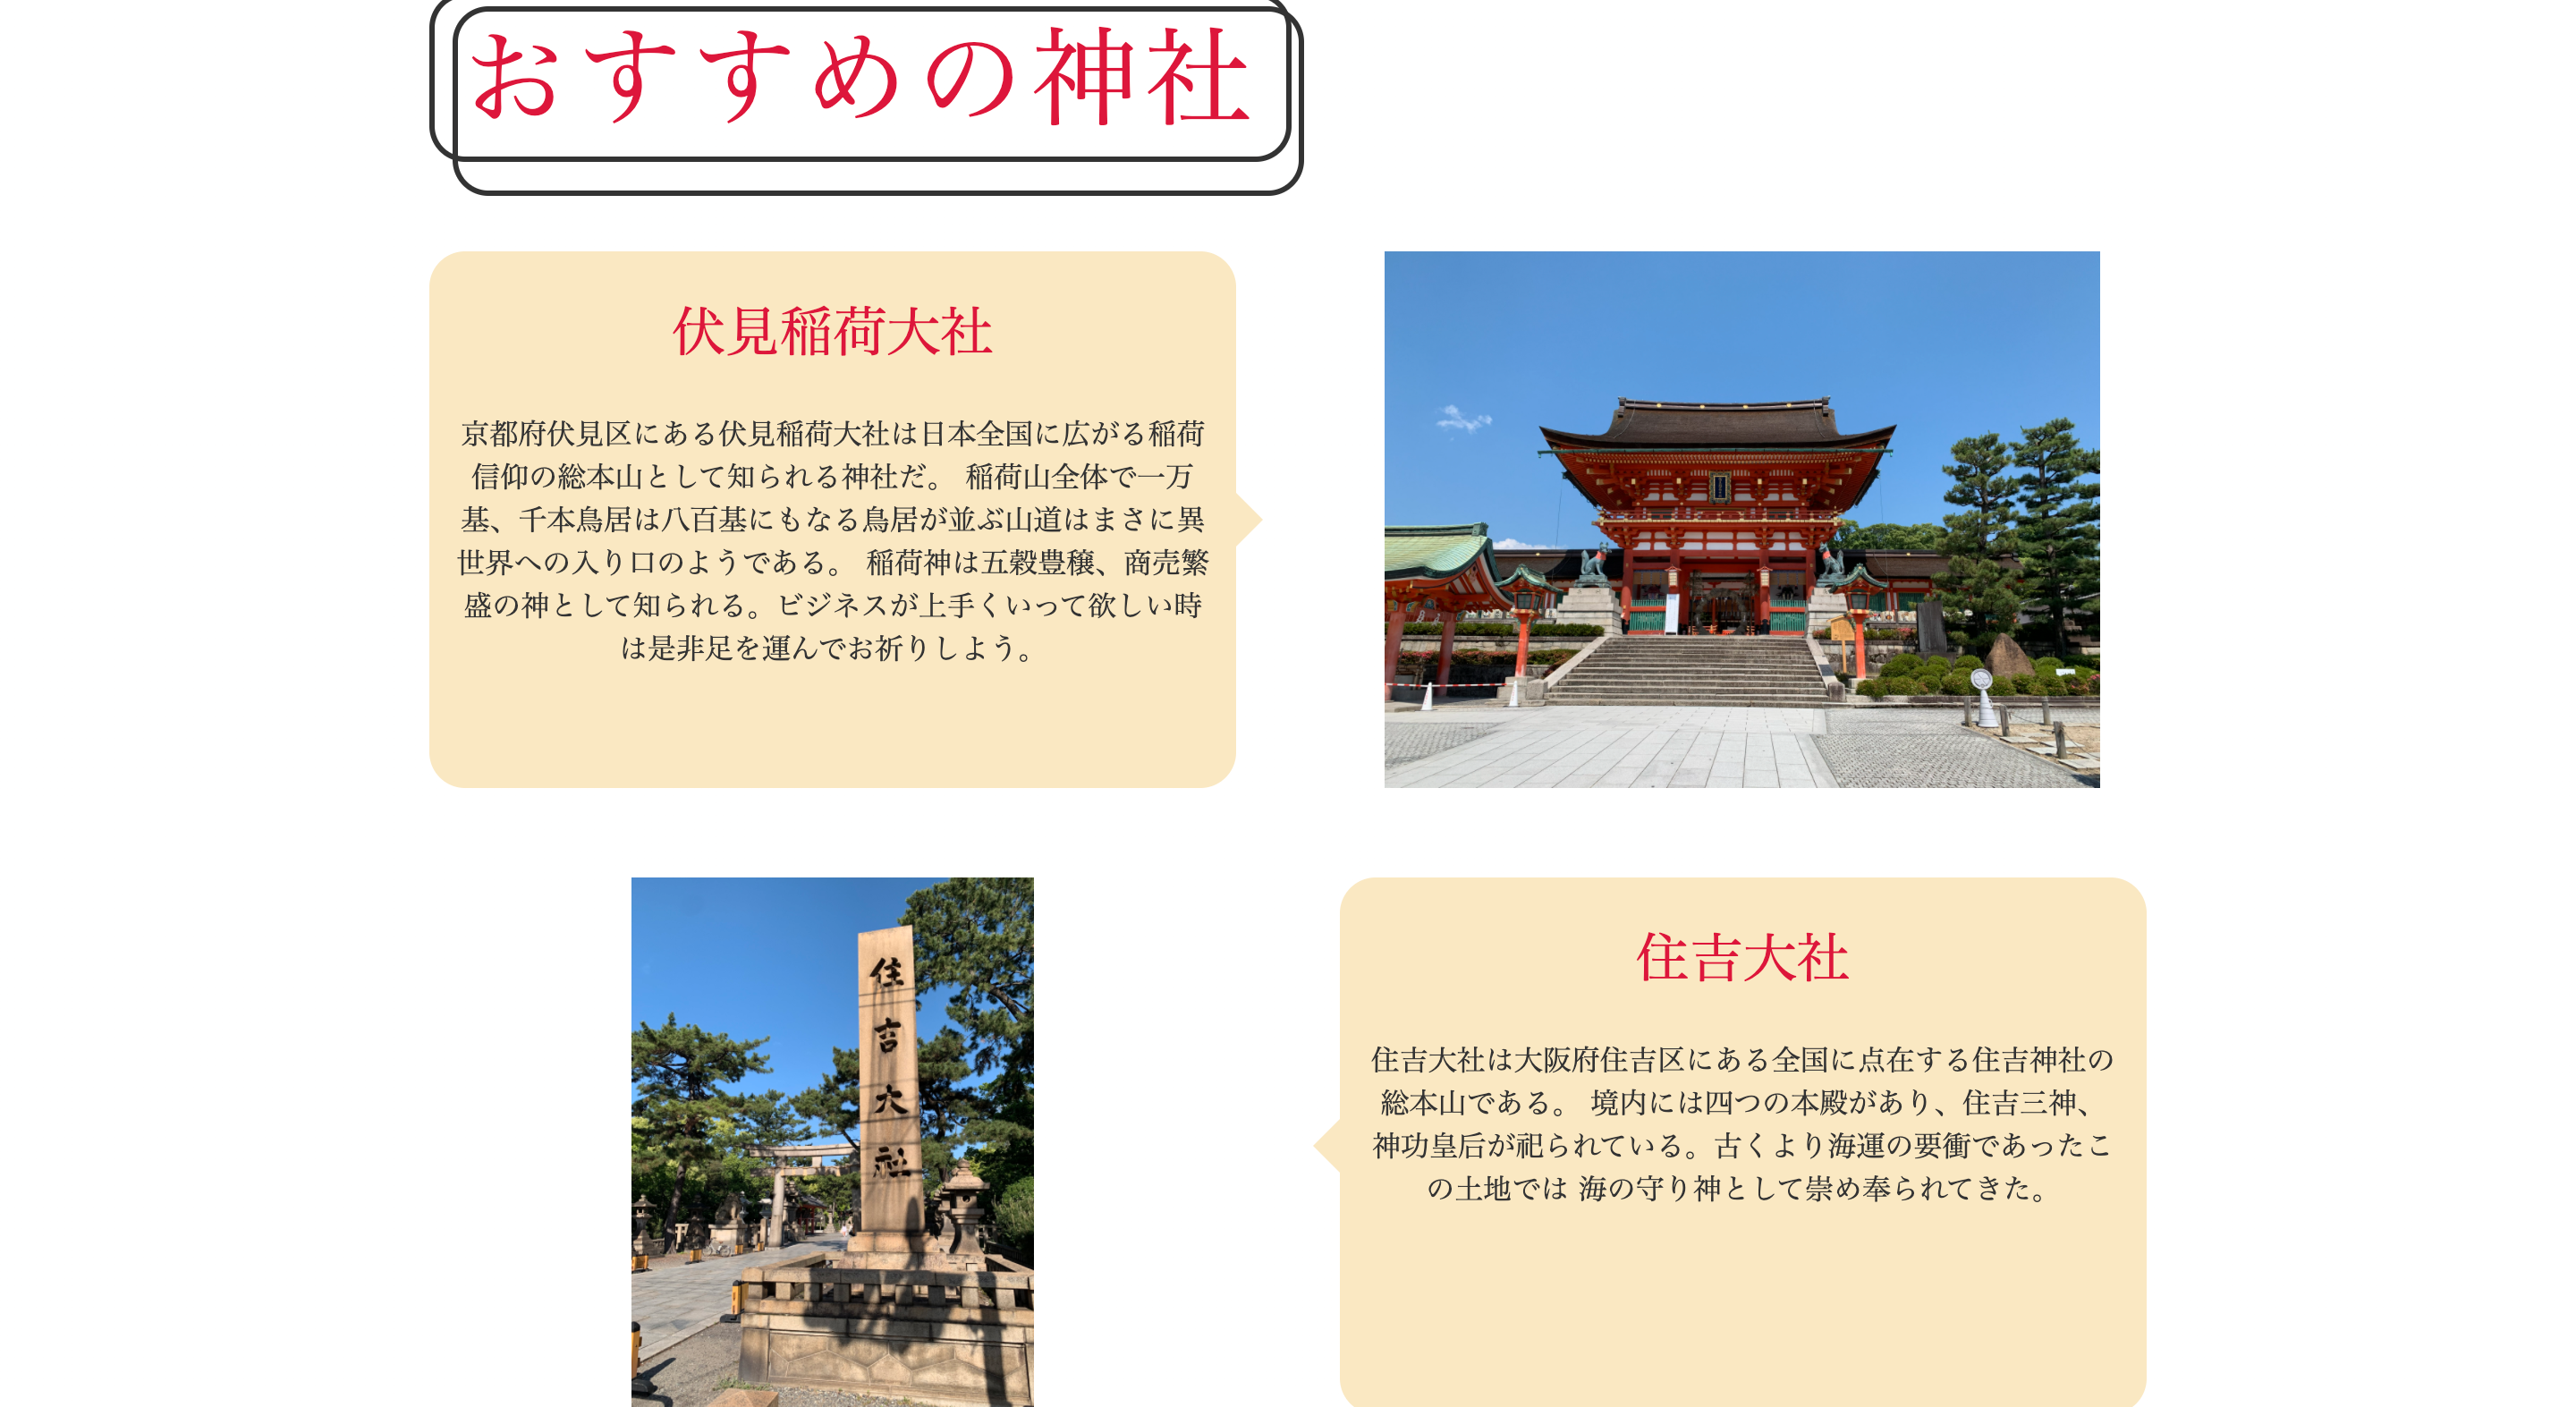 おすすめの神社
伏見稲荷大社
京都府伏見区にある伏見稲荷大社は日本全国に広がる稲荷
信仰の総本山として知られる神社だ。 稲荷山全体で一万
基、千本鳥居は八百基にもなる鳥居が並ぶ山道はまさに異
世界への入り口のようである。 稲荷神は五穀豊穣、商売繁
盛の神として知られる。ビジネスが上手くいって欲しい時
は是非足を運んでお祈りしよう。
住
吉
大
社
住吉大社
住吉大社は大阪府住吉区にある全国に点在する住吉神社の
総本山である。 境内には四つの本殿があり、住吉三神、
神功皇后が祀られている。古くより海運の要衝であったこ
の土地では 海の守り神として崇め奉られてきた。